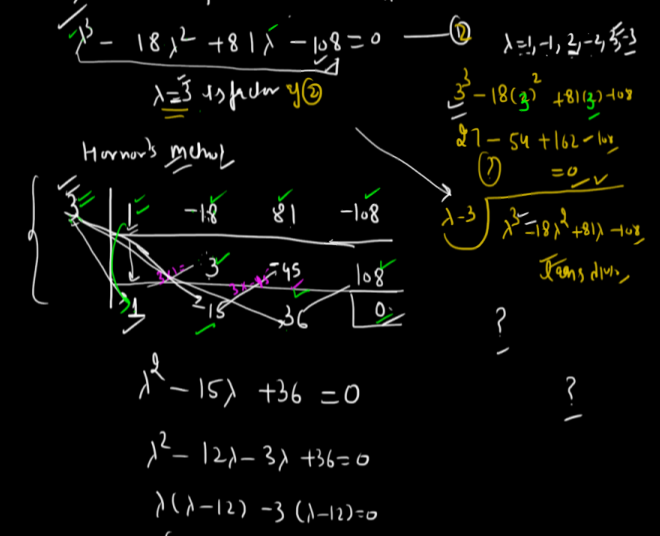 λ³ - 18λ² + 81λ - 108 = 0 — ②
λ = 1, -1, 2, -2, 3, -3
λ = 3 is factor of ②
3³ - 18(3)² + 81(3) - 108
27 - 54 + 162 - 108
= 0 ✓
(?)
Hornor's method
3 | 1 -18 81 -108
3 -45 108
1 -15 36 0
λ-3 ) λ³ - 18λ² + 81λ - 108
?
?
λ² - 15λ + 36 = 0
λ² - 12λ - 3λ + 36 = 0
λ(λ-12) - 3(λ-12) = 0